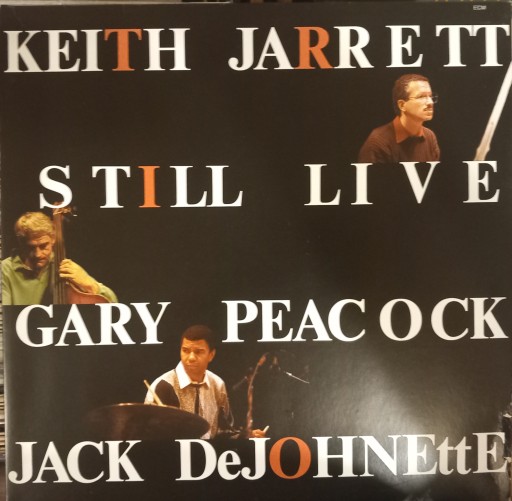 ECM
KEITH JARRETT
STILL LIVE
GARY PEACOCK
JACK DeJOHNEttE